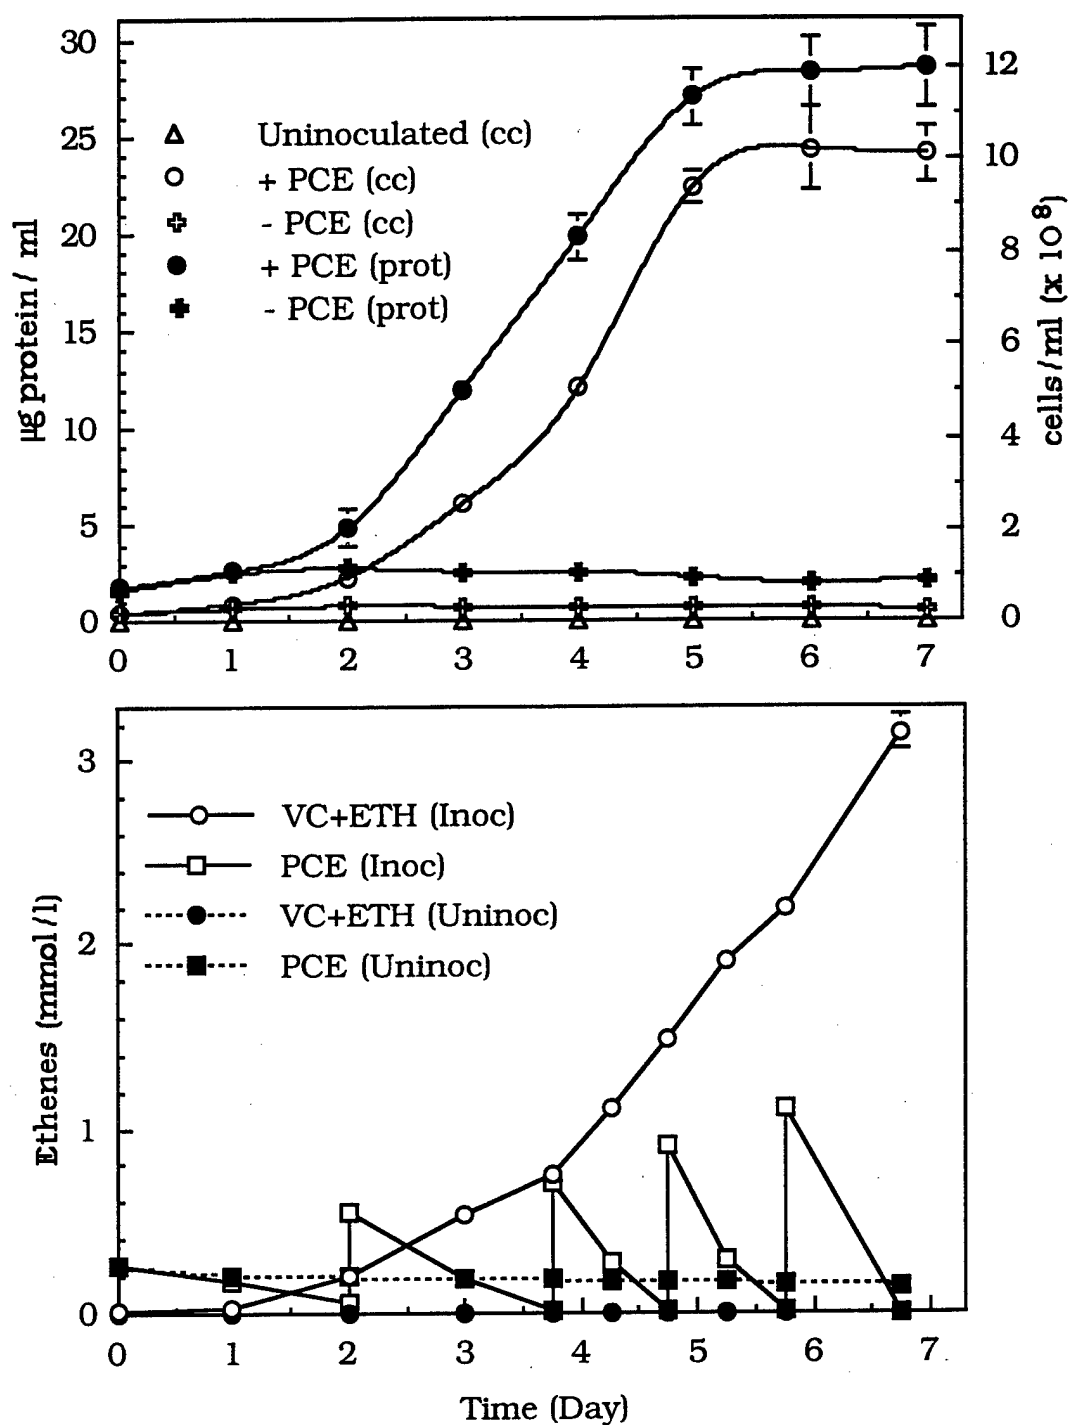 30
25
20
15
10
5
0
µg protein / ml
12
10
8
6
4
2
0
cells/ml (x 10⁸)
Uninoculated (cc)
+ PCE (cc)
- PCE (cc)
+ PCE (prot)
- PCE (prot)
0 1 2 3 4 5 6 7
3
2
1
0
Ethenes (mmol/l)
VC+ETH (Inoc)
PCE (Inoc)
VC+ETH (Uninoc)
PCE (Uninoc)
0 1 2 3 4 5 6 7
Time (Day)